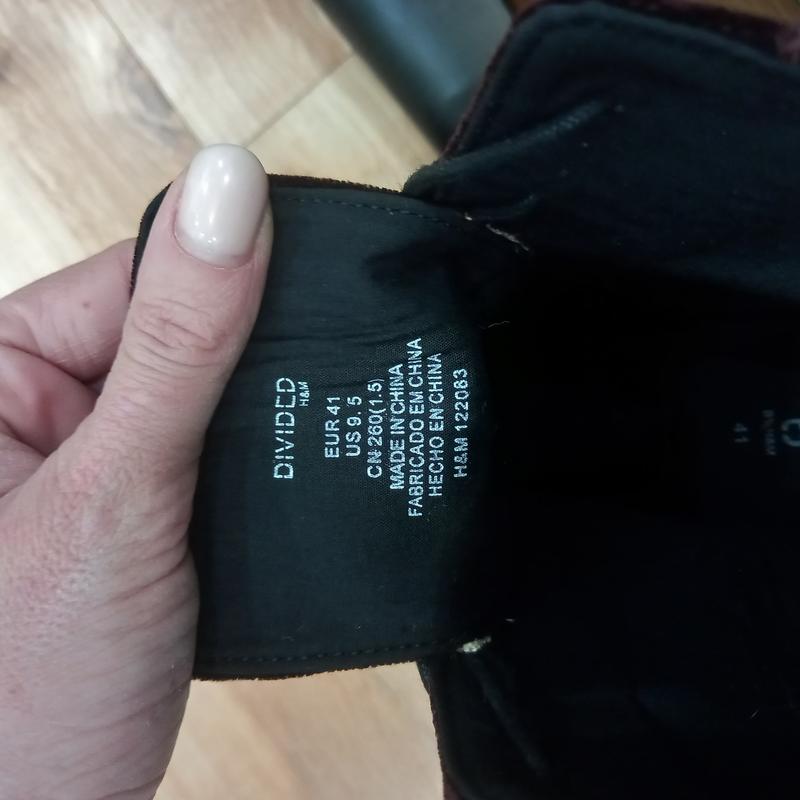 DIVIDED
H&M
EUR 41
US 9.5
CN 260(1.5)
MADE IN CHINA
FABRICADO EM CHINA
HECHO EN CHINA
H&M 122083
41